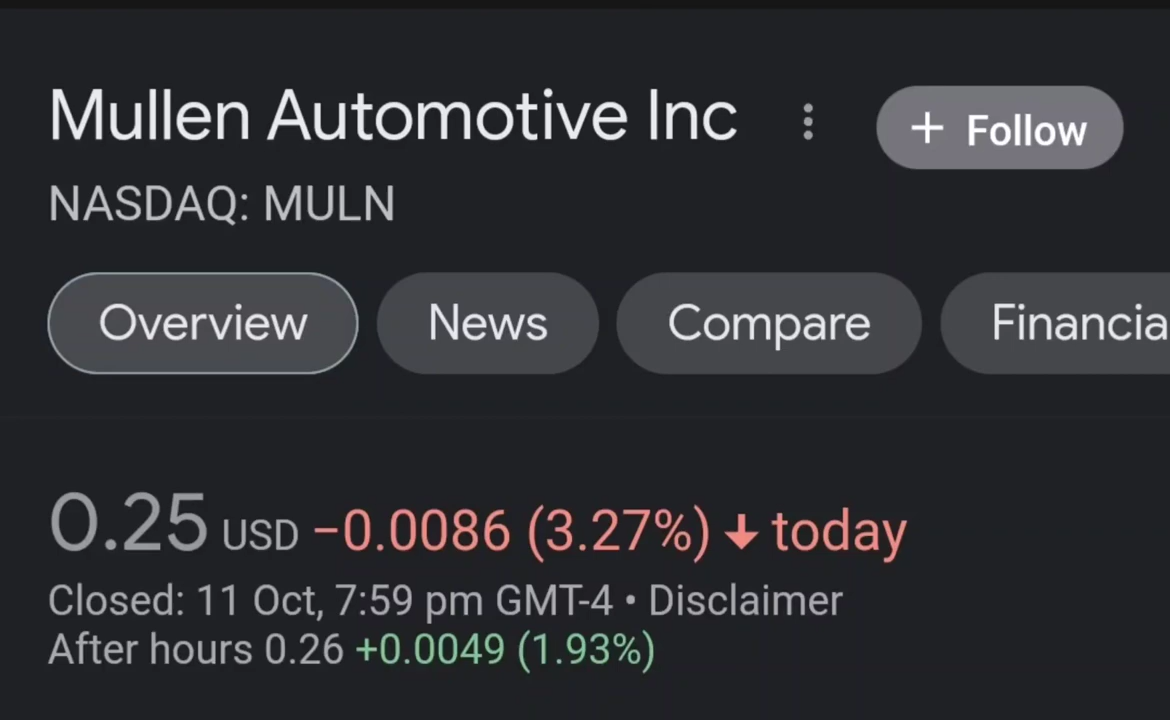 Mullen Automotive Inc
+ Follow
NASDAQ: MULN
Overview News Compare Financia
0.25 USD −0.0086 (3.27%) ↓ today
Closed: 11 Oct, 7:59 pm GMT-4 • Disclaimer
After hours 0.26 +0.0049 (1.93%)